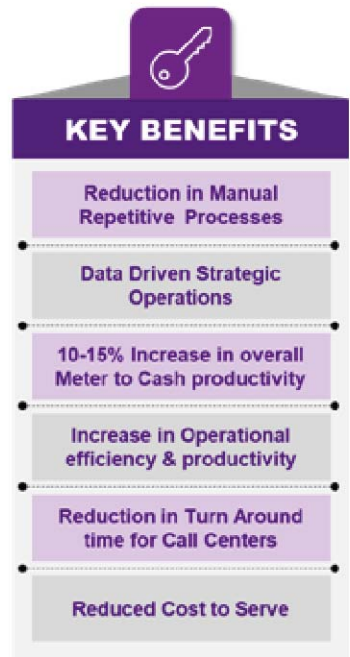 KEY BENEFITS
Reduction in Manual
Repetitive Processes
Data Driven Strategic
Operations
10-15% Increase in overall
Meter to Cash productivity
Increase in Operational
efficiency & productivity
Reduction in Turn Around
time for Call Centers
Reduced Cost to Serve